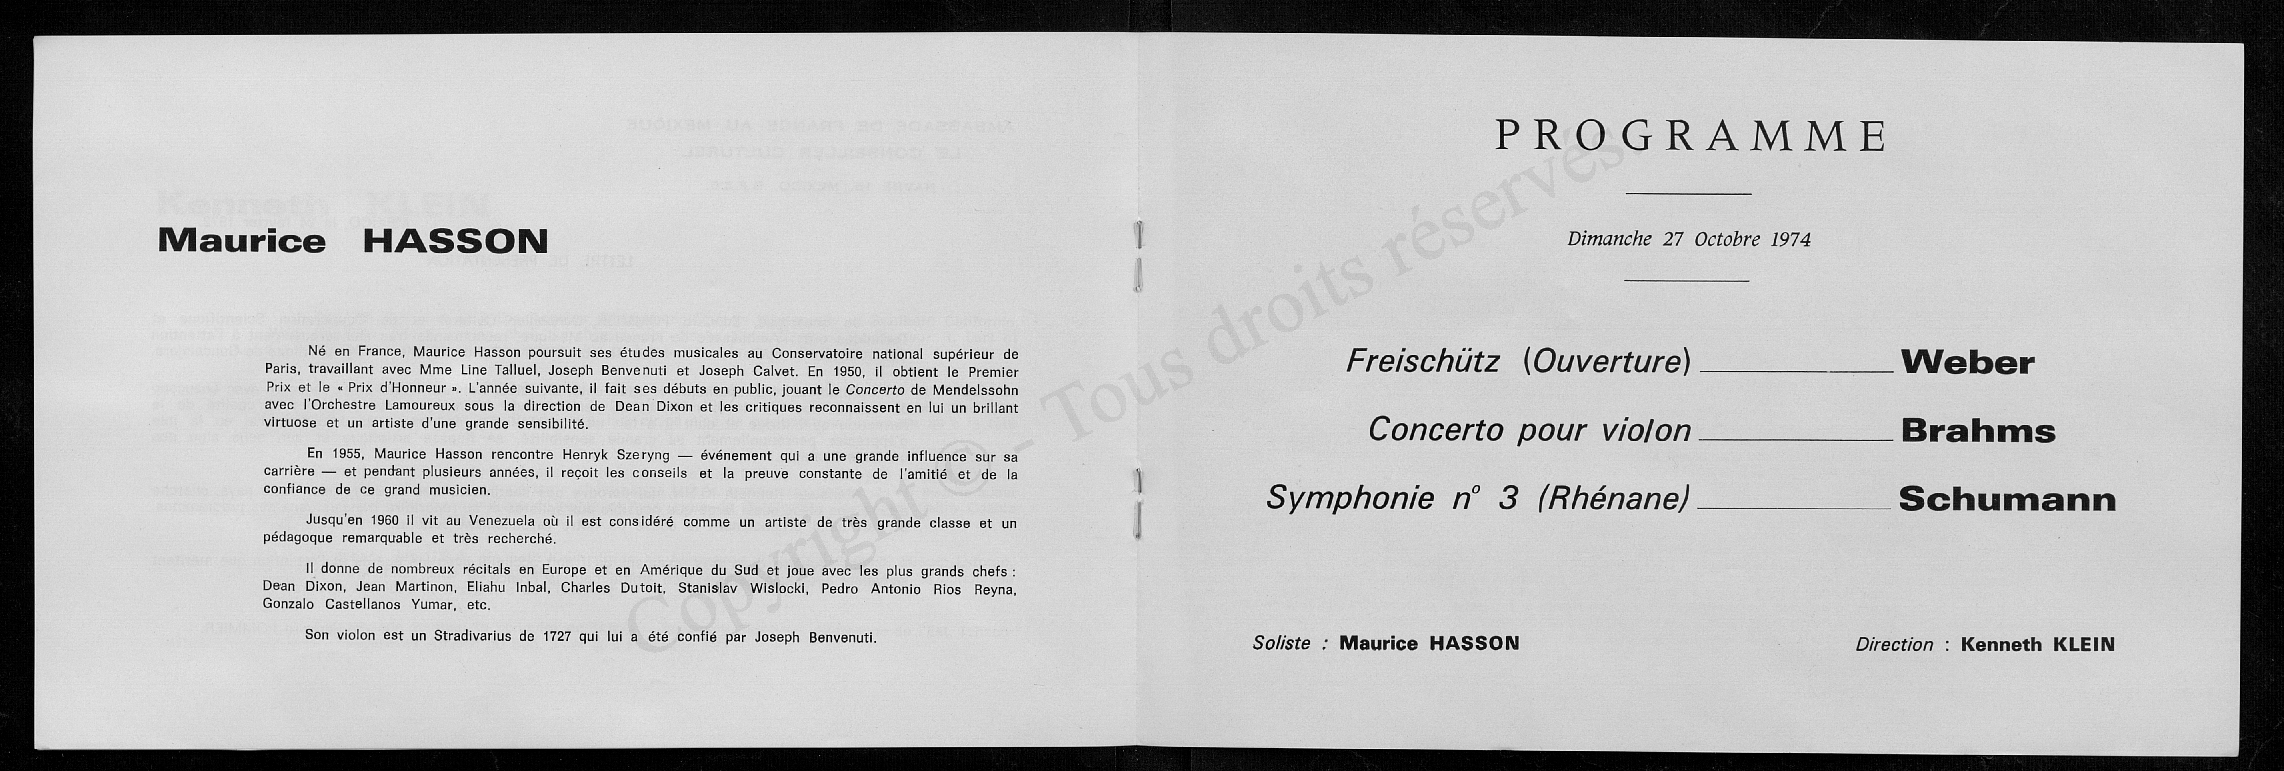 Maurice HASSON
Né en France, Maurice Hasson poursuit ses études musicales au Conservatoire national supérieur de
Paris, travaillant avec Mme Line Talluel, Joseph Benvenuti et Joseph Calvet. En 1950, il obtient le Premier
Prix et le « Prix d'Honneur ». L'année suivante, il fait ses débuts en public, jouant le Concerto de Mendelssohn
avec l'Orchestre Lamoureux sous la direction de Dean Dixon et les critiques reconnaissent en lui un brillant
virtuose et un artiste d'une grande sensibilité.
En 1955, Maurice Hasson rencontre Henryk Szeryng — événement qui a une grande influence sur sa
carrière — et pendant plusieurs années, il reçoit les conseils et la preuve constante de l'amitié et de la
confiance de ce grand musicien.
Jusqu'en 1960 il vit au Venezuela où il est considéré comme un artiste de très grande classe et un
pédagoque remarquable et très recherché.
Il donne de nombreux récitals en Europe et en Amérique du Sud et joue avec les plus grands chefs :
Dean Dixon, Jean Martinon, Eliahu Inbal, Charles Dutoit, Stanislav Wislocki, Pedro Antonio Rios Reyna,
Gonzalo Castellanos Yumar, etc.
Son violon est un Stradivarius de 1727 qui lui a été confié par Joseph Benvenuti.
PROGRAMME
Dimanche 27 Octobre 1974
Freischütz (Ouverture) Weber
Concerto pour violon Brahms
Symphonie n° 3 (Rhénane) Schumann
Soliste : Maurice HASSON
Direction : Kenneth KLEIN
Copyright © - Tous droits réservés.